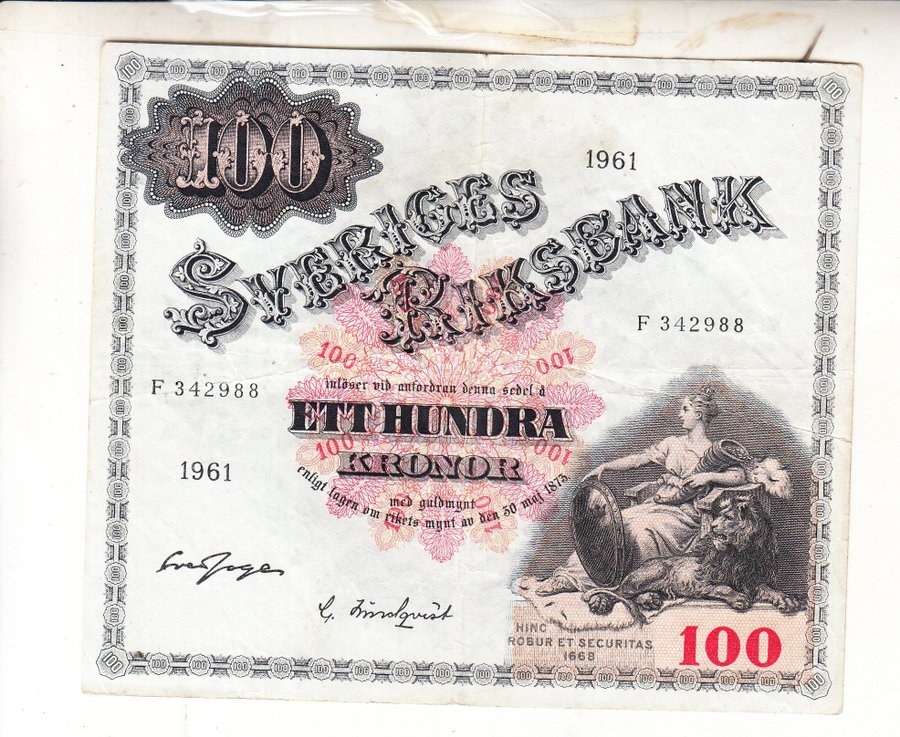 100
1961
SVERIGES
RIKSBANK
F 342988
100 100
inlöser vid anfordran denna sedel å
F 342988
ETT HUNDRA
100 100
KRONOR
1961
med guldmynt
enligt lagen om rikets mynt av den 30 maj 1873
G. Lindqvist
HINC
ROBUR ET SECURITAS
1668
100